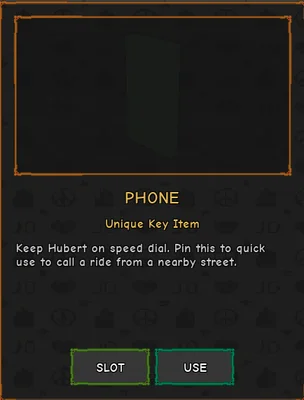 PHONE
Unique Key Item
Keep Hubert on speed dial. Pin this to quick
use to call a ride from a nearby street.
SLOT
USE